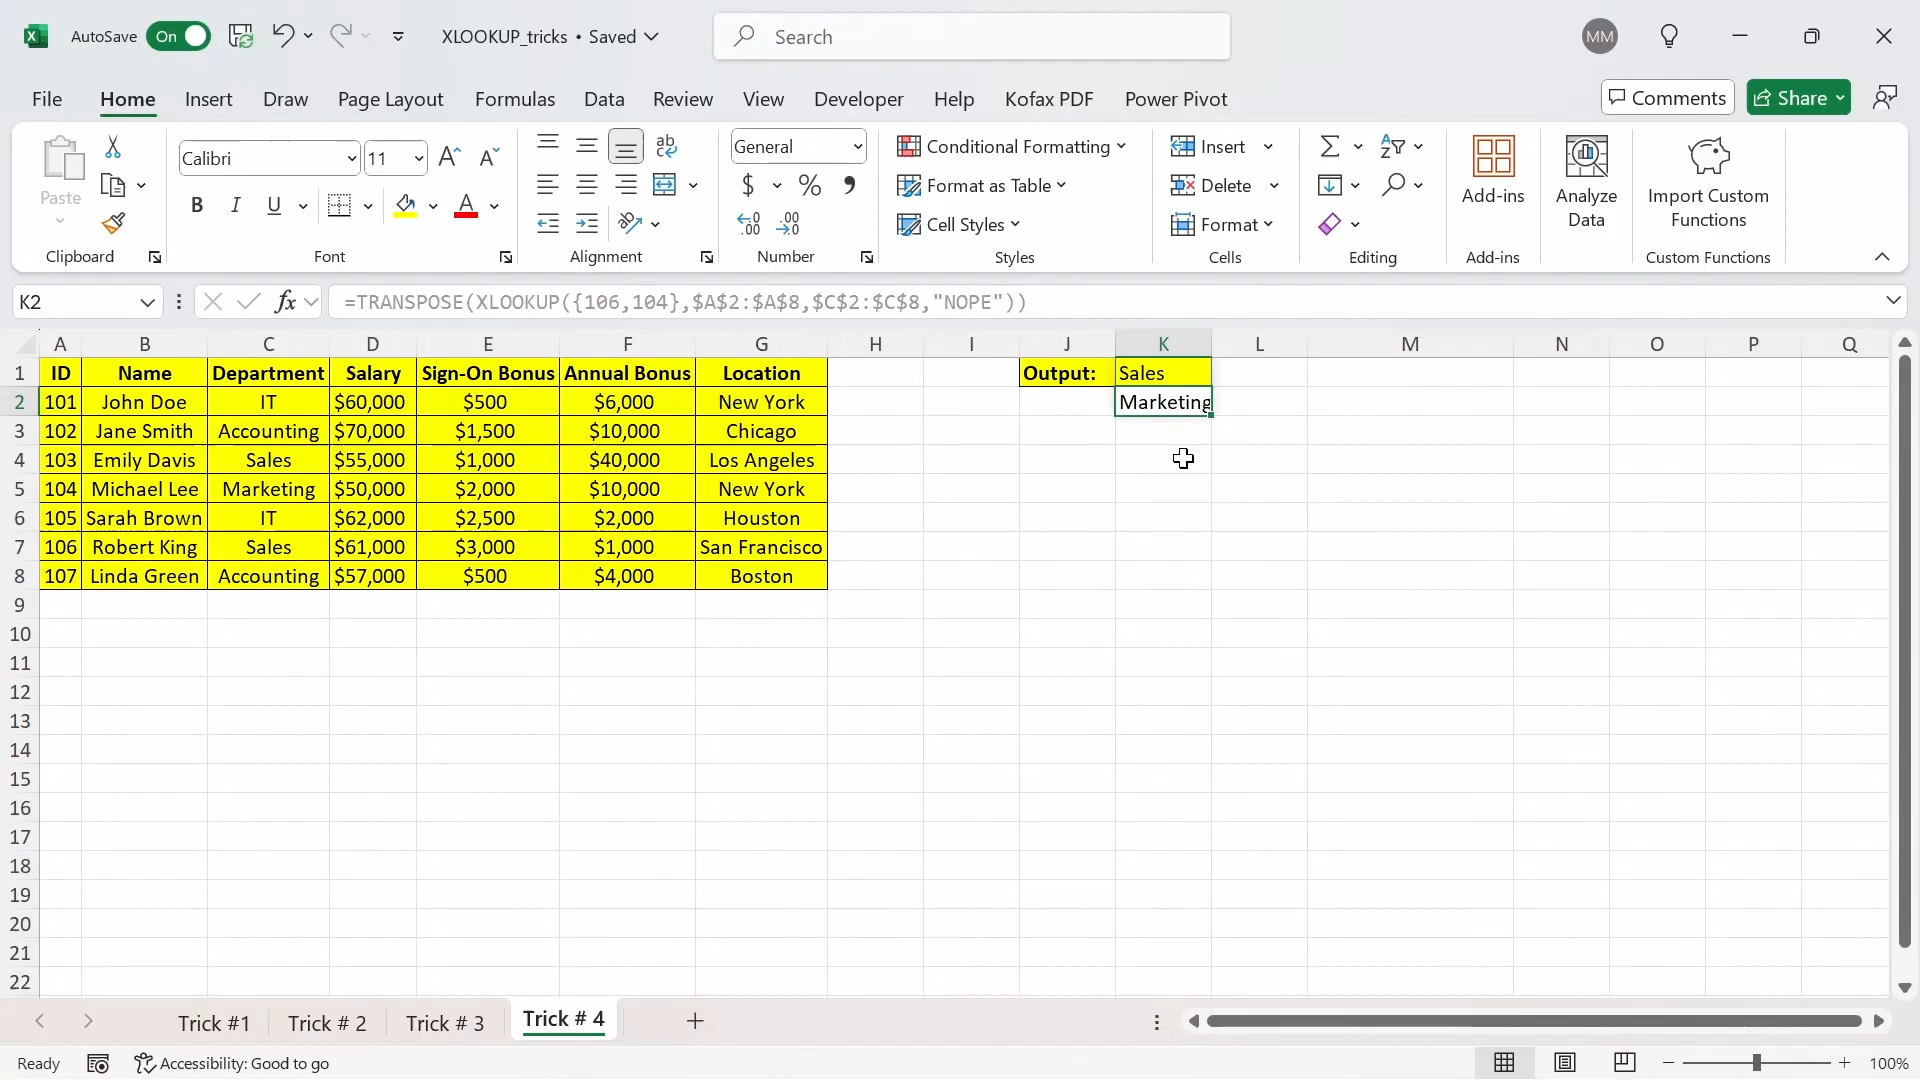 AutoSave On XLOOKUP_tricks • Saved Search MM
File Home Insert Draw Page Layout Formulas Data Review View Developer Help Kofax PDF Power Pivot Comments Share
Paste Calibri 11 A A ab General Conditional Formatting Insert
Format as Table Delete Add-ins Analyze Data Import Custom Functions
B I U A $ % Cell Styles Format
Clipboard Font Alignment Number Styles Cells Editing Add-ins Custom Functions
K2 fx =TRANSPOSE(XLOOKUP({106,104},$A$2:$A$8,$C$2:$C$8,"NOPE"))
A B C D E F G H I J K L M N O P Q
1 ID Name Department Salary Sign-On Bonus Annual Bonus Location Output: Sales
2 101 John Doe IT $60,000 $500 $6,000 New York Marketing
3 102 Jane Smith Accounting $70,000 $1,500 $10,000 Chicago
4 103 Emily Davis Sales $55,000 $1,000 $40,000 Los Angeles
5 104 Michael Lee Marketing $50,000 $2,000 $10,000 New York
6 105 Sarah Brown IT $62,000 $2,500 $2,000 Houston
7 106 Robert King Sales $61,000 $3,000 $1,000 San Francisco
8 107 Linda Green Accounting $57,000 $500 $4,000 Boston
9
10
11
12
13
14
15
16
17
18
19
20
21
22
Trick #1 Trick # 2 Trick # 3 Trick # 4
Ready Accessibility: Good to go 100%